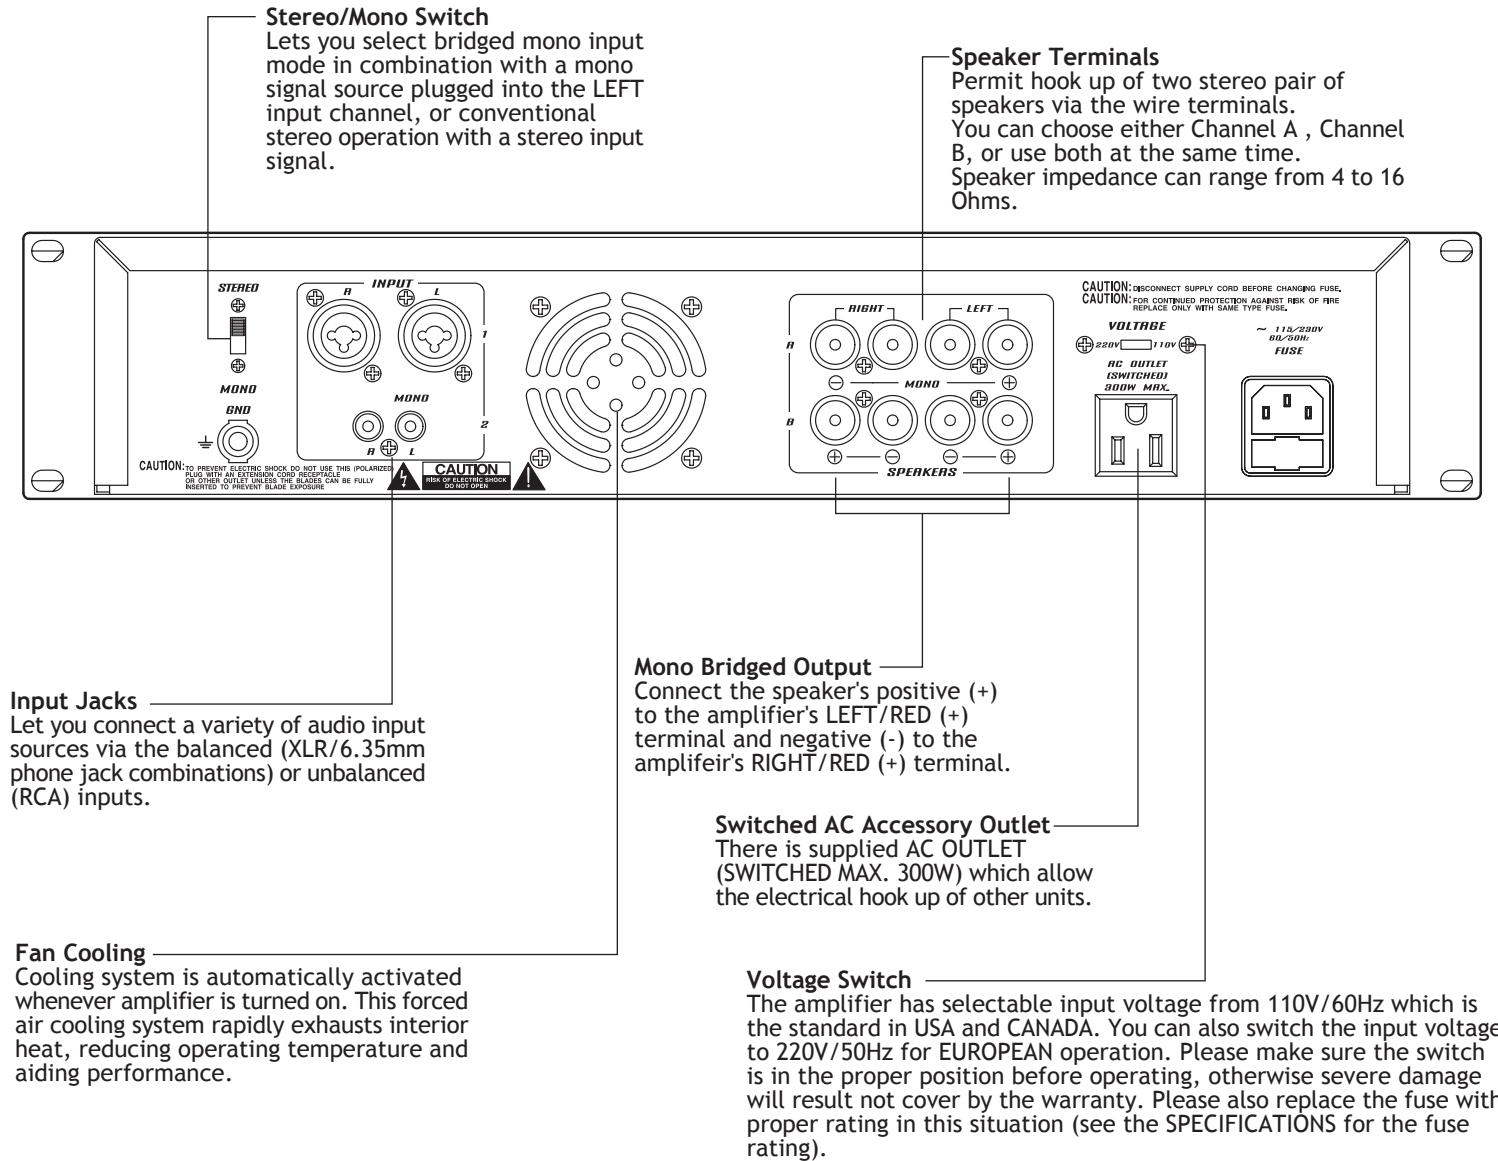 Stereo/Mono Switch
Lets you select bridged mono input
mode in combination with a mono
signal source plugged into the LEFT
input channel, or conventional
stereo operation with a stereo input
signal.
Speaker Terminals
Permit hook up of two stereo pair of
speakers via the wire terminals.
You can choose either Channel A , Channel
B, or use both at the same time.
Speaker impedance can range from 4 to 16
Ohms.
STEREO
MONO
GND
INPUT
R L
1
MONO
2
R L
CAUTION: TO PREVENT ELECTRIC SHOCK DO NOT USE THIS (POLARIZED)
PLUG WITH AN EXTENSION CORD RECEPTACLE
OR OTHER OUTLET UNLESS THE BLADES CAN BE FULLY
INSERTED TO PREVENT BLADE EXPOSURE
CAUTION
RISK OF ELECTRIC SHOCK
DO NOT OPEN
RIGHT LEFT
A
- MONO +
B
+ - - +
SPEAKERS
CAUTION: DISCONNECT SUPPLY CORD BEFORE CHANGING FUSE.
CAUTION: FOR CONTINUED PROTECTION AGAINST RISK OF FIRE
REPLACE ONLY WITH SAME TYPE FUSE.
VOLTAGE
220V 110V
AC OUTLET
(SWITCHED)
300W MAX.
~ 115/230V
60/50Hz
FUSE
Input Jacks
Let you connect a variety of audio input
sources via the balanced (XLR/6.35mm
phone jack combinations) or unbalanced
(RCA) inputs.
Mono Bridged Output
Connect the speaker's positive (+)
to the amplifier's LEFT/RED (+)
terminal and negative (-) to the
amplifeir's RIGHT/RED (+) terminal.
Switched AC Accessory Outlet
There is supplied AC OUTLET
(SWITCHED MAX. 300W) which allow
the electrical hook up of other units.
Fan Cooling
Cooling system is automatically activated
whenever amplifier is turned on. This forced
air cooling system rapidly exhausts interior
heat, reducing operating temperature and
aiding performance.
Voltage Switch
The amplifier has selectable input voltage from 110V/60Hz which is
the standard in USA and CANADA. You can also switch the input voltage
to 220V/50Hz for EUROPEAN operation. Please make sure the switch
is in the proper position before operating, otherwise severe damage
will result not cover by the warranty. Please also replace the fuse with
proper rating in this situation (see the SPECIFICATIONS for the fuse
rating).